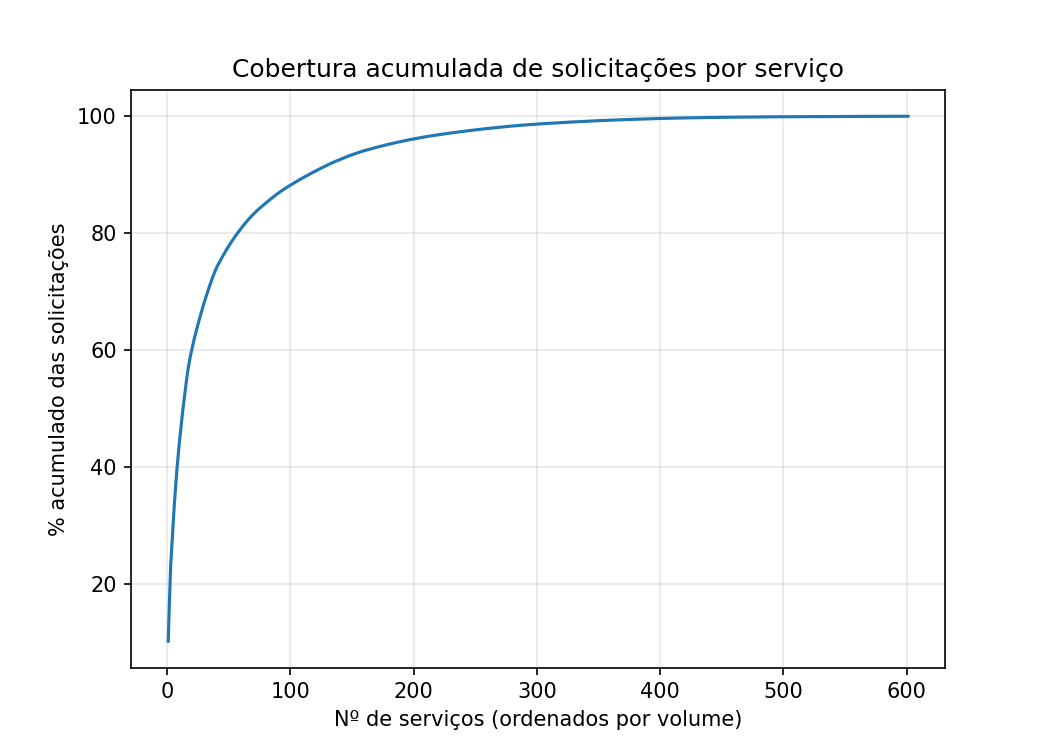 Cobertura acumulada de solicitações por serviço
% acumulado das solicitações
100
80
60
40
20
0 100 200 300 400 500 600
Nº de serviços (ordenados por volume)